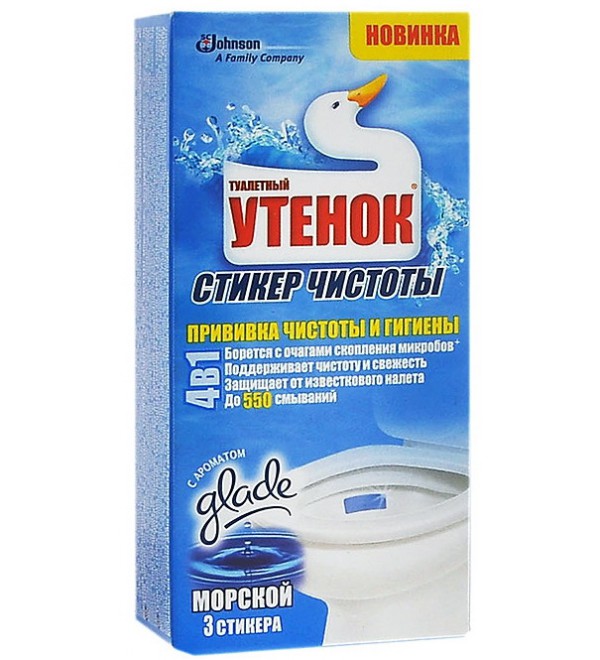 SC Johnson
A Family Company
НОВИНКА
ТУАЛЕТНЫЙ
УТЕНОК®
СТИКЕР ЧИСТОТЫ
ПРИВИВКА ЧИСТОТЫ И ГИГИЕНЫ
4В1
Борется с очагами скопления микробов+
Поддерживает чистоту и свежесть
Защищает от известкового налета
До 550 смываний
С АРОМАТОМ
glade
МОРСКОЙ
3 СТИКЕРА